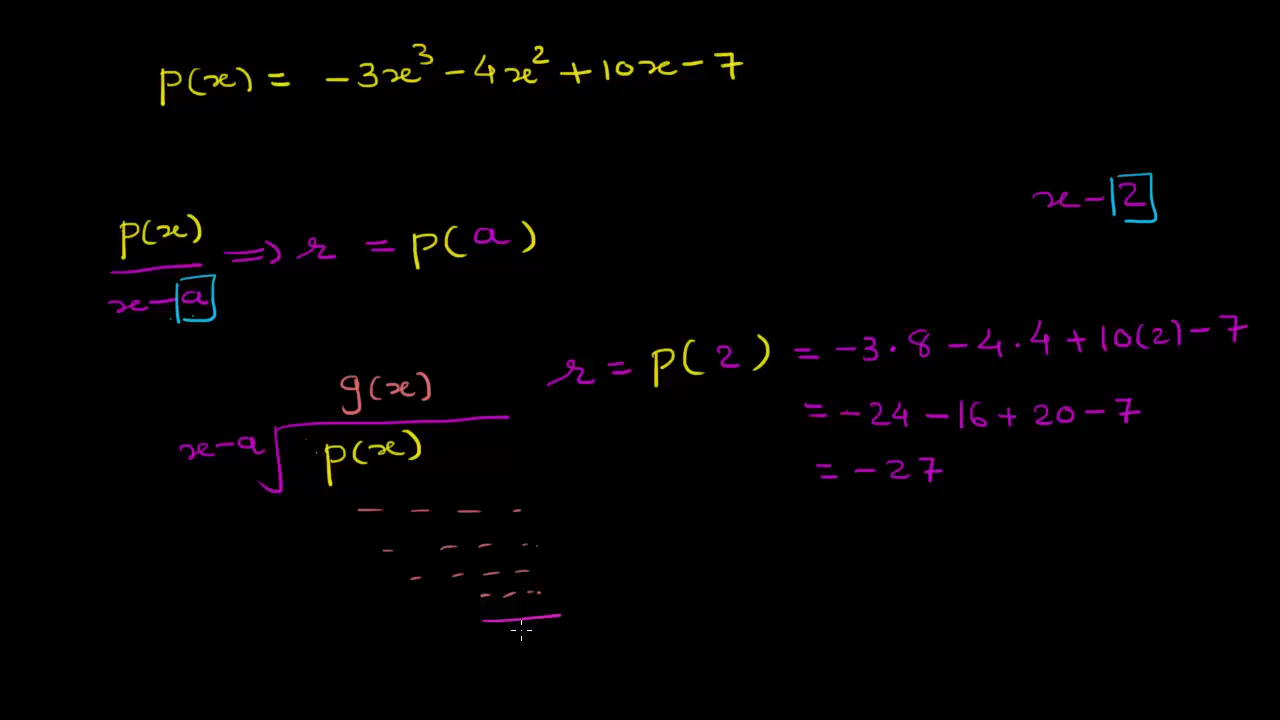 p(x) = -3x³ - 4x² + 10x - 7
x - 2
p(x)/(x - a) ⇒ r = p(a)
r = p(2) = -3·8 - 4·4 + 10(2) - 7
g(x)
= -24 - 16 + 20 - 7
x-a p(x)
= -27